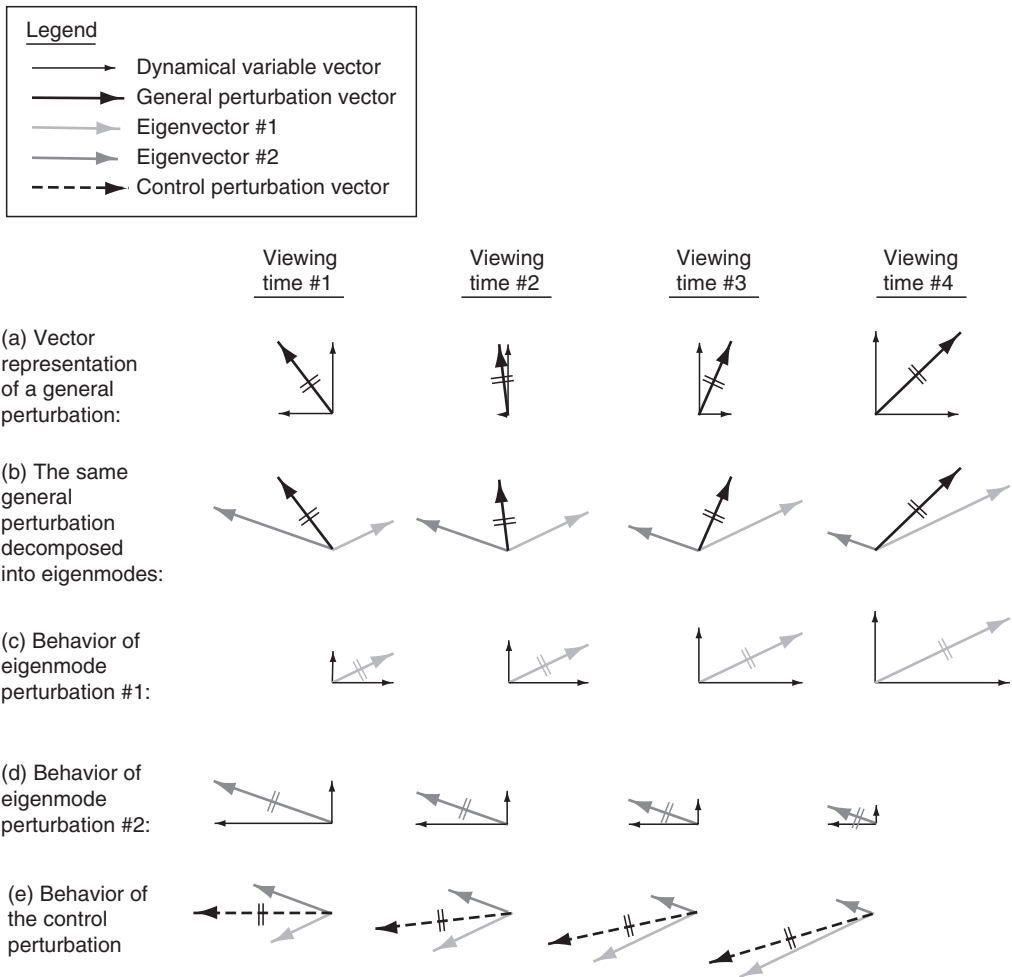 Legend
Dynamical variable vector
General perturbation vector
Eigenvector #1
Eigenvector #2
Control perturbation vector
Viewing
time #1
Viewing
time #2
Viewing
time #3
Viewing
time #4
(a) Vector
representation
of a general
perturbation:
(b) The same
general
perturbation
decomposed
into eigenmodes:
(c) Behavior of
eigenmode
perturbation #1:
(d) Behavior of
eigenmode
perturbation #2:
(e) Behavior of
the control
perturbation